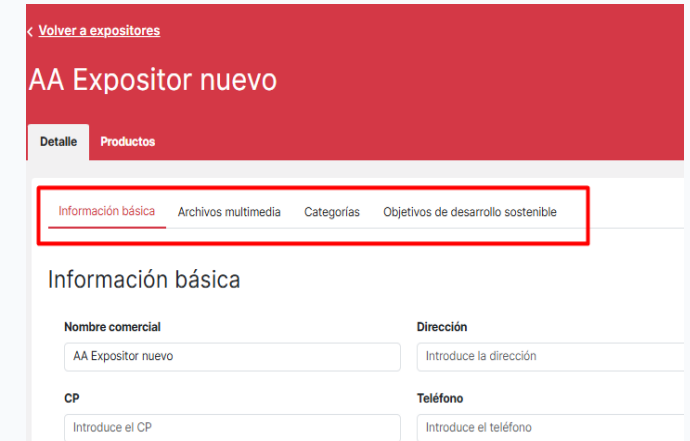 < Volver a expositores
AA Expositor nuevo
Detalle Productos
Información básica Archivos multimedia Categorías Objetivos de desarrollo sostenible
Información básica
Nombre comercial Dirección
AA Expositor nuevo Introduce la dirección
CP Teléfono
Introduce el CP Introduce el teléfono